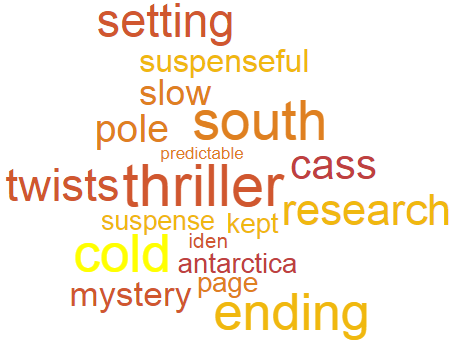 setting
suspenseful
slow
pole south
predictable
twists thriller cass
suspense kept research
iden
cold antarctica
mystery page ending